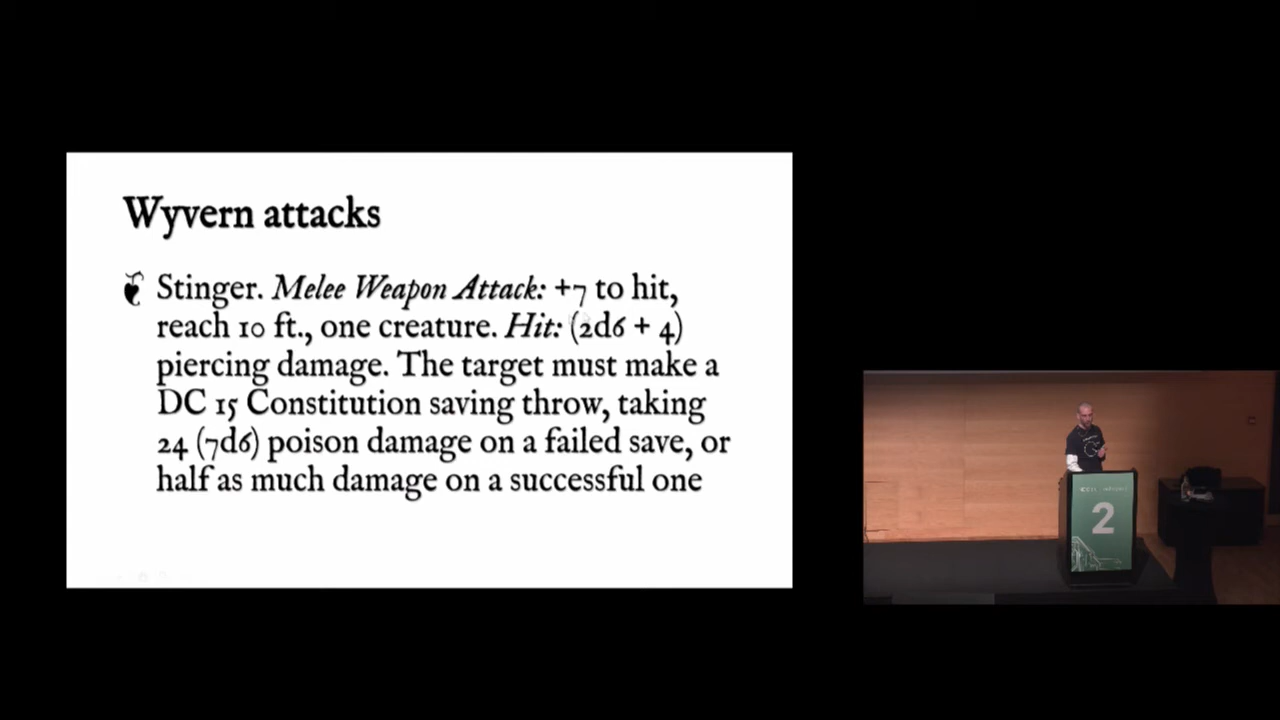 Wyvern attacks
Stinger. Melee Weapon Attack: +7 to hit,
reach 10 ft., one creature. Hit: (2d6 + 4)
piercing damage. The target must make a
DC 15 Constitution saving throw, taking
24 (7d6) poison damage on a failed save, or
half as much damage on a successful one
2